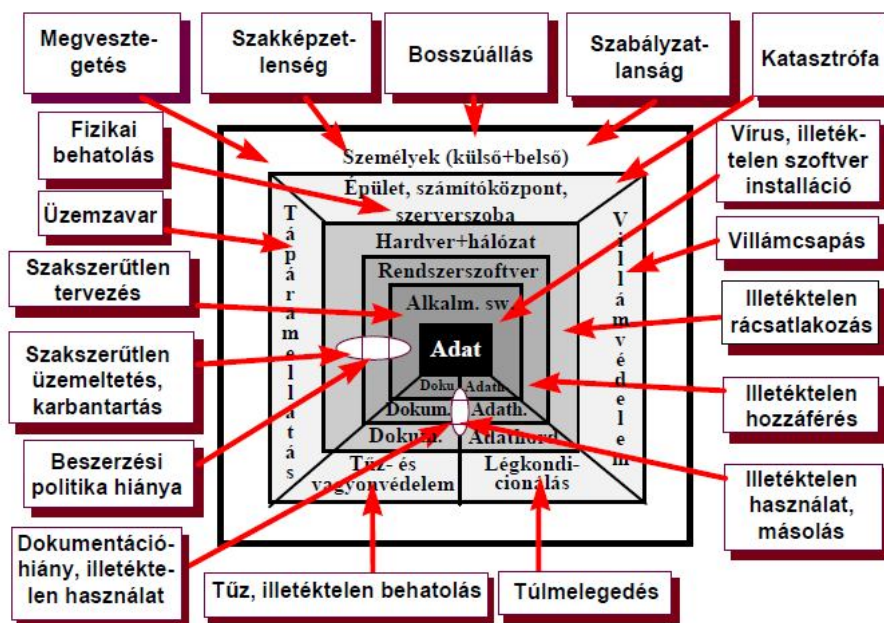 Megveszte-
getés
Szakképzet-
lenség
Bosszúállás
Szabályzat-
lanság
Katasztrófa
Fizikai
behatolás
Üzemzavar
Szakszerűtlen
tervezés
Szakszerűtlen
üzemeltetés,
karbantartás
Beszerzési
politika hiánya
Dokumentáció-
hiány, illetékte-
len használat
Személyek (külső+belső)
Épület, számítóközpont,
szerverszoba
Tápáramellátás
Villámvédelem
Hardver+hálózat
Rendszerszoftver
Alkalm. sw.
Adat
Doku. Adath.
Dokum. Adath.
Dokum. Adathord
Tűz- és
vagyonvédelem
Légkondi-
cionálás
Vírus, illeték-
telen szoftver
installáció
Villámcsapás
Illetéktelen
rácsatlakozás
Illetéktelen
hozzáférés
Illetéktelen
használat,
másolás
Tűz, illetéktelen behatolás
Túlmelegedés